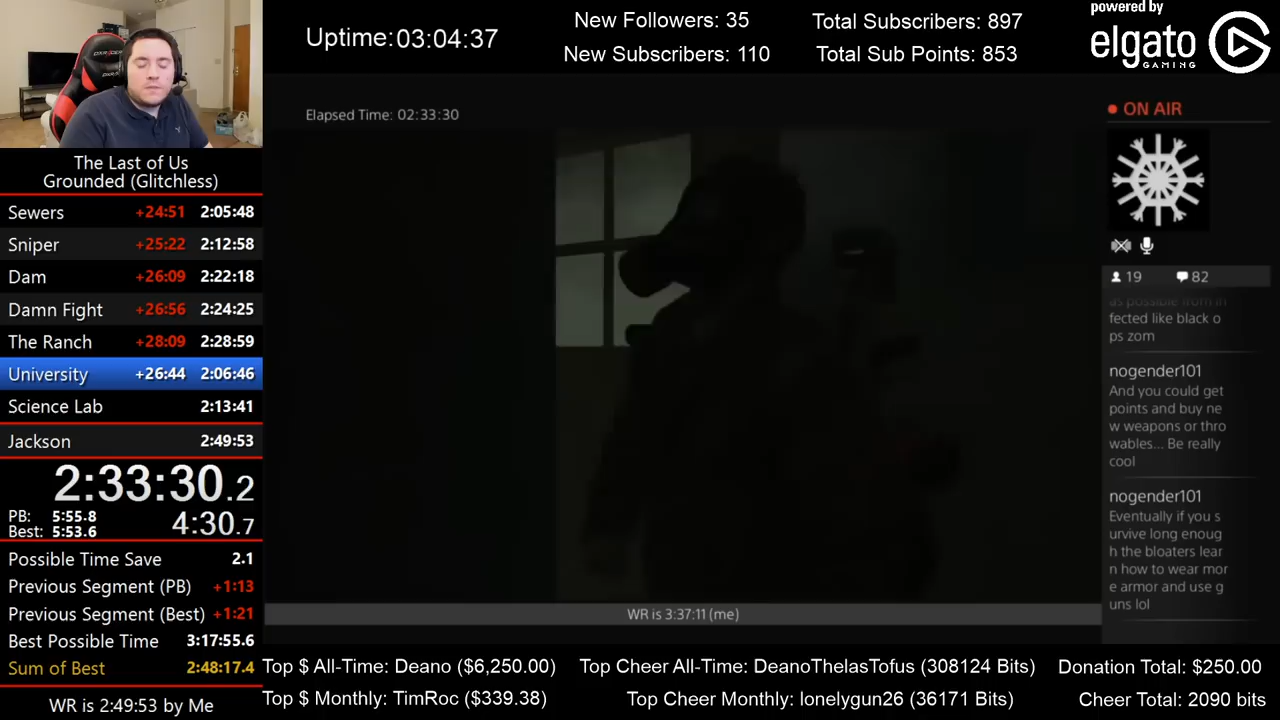 Uptime: 03:04:37
New Followers: 35
New Subscribers: 110
Total Subscribers: 897
Total Sub Points: 853
powered by
elgato
GAMING
The Last of Us
Grounded (Glitchless)
Sewers +24:51 2:05:48
Sniper +25:22 2:12:58
Dam +26:09 2:22:18
Damn Fight +26:56 2:24:25
The Ranch +28:09 2:28:59
University +26:44 2:06:46
Science Lab 2:13:41
Jackson 2:49:53
2:33:30.2
PB: 5:55.8
Best: 5:53.6
4:30.7
Possible Time Save 2.1
Previous Segment (PB) +1:13
Previous Segment (Best) +1:21
Best Possible Time 3:17:55.6
Sum of Best 2:48:17.4
WR is 2:49:53 by Me
Elapsed Time: 02:33:30
WR is 3:37:11 (me)
ON AIR
19 82
as possible from in
fected like black o
ps zom
nogender101
And you could get
points and buy ne
w weapons or thro
wables... Be really
cool
nogender101
Eventually if you s
urvive long enoug
h the bloaters lear
n how to wear mor
e armor and use g
uns lol
Top $ All-Time: Deano ($6,250.00)
Top Cheer All-Time: DeanoThelasTofus (308124 Bits)
Donation Total: $250.00
Top $ Monthly: TimRoc ($339.38)
Top Cheer Monthly: lonelygun26 (36171 Bits)
Cheer Total: 2090 bits